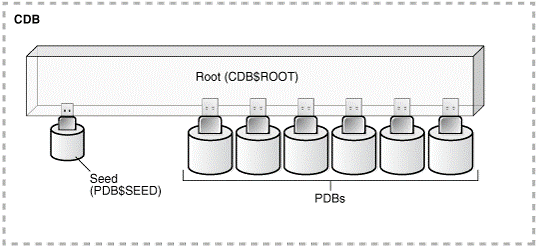 CDB
Root (CDB$ROOT)
Seed
(PDB$SEED)
PDBs